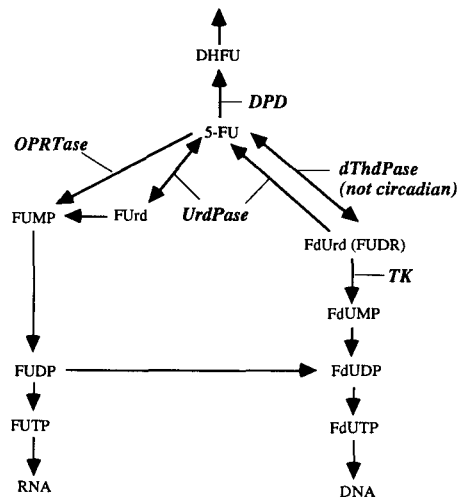 DHFU
DPD
5-FU
OPRTase
dThdPase
(not circadian)
FUMP
FUrd
UrdPase
FdUrd (FUDR)
TK
FdUMP
FUDP
FdUDP
FUTP
FdUTP
RNA
DNA